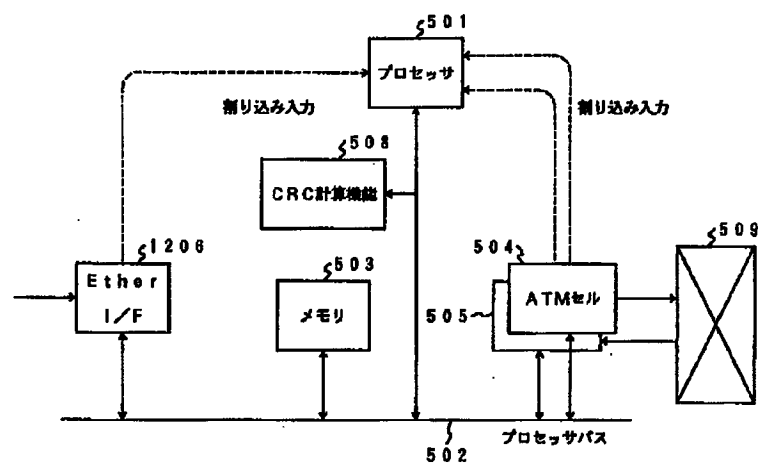 501
プロセッサ
割り込み入力
割り込み入力
508
CRC計算機能
1206
Ether
I/F
503
メモリ
504
ATMセル
505
509
プロセッサバス
502